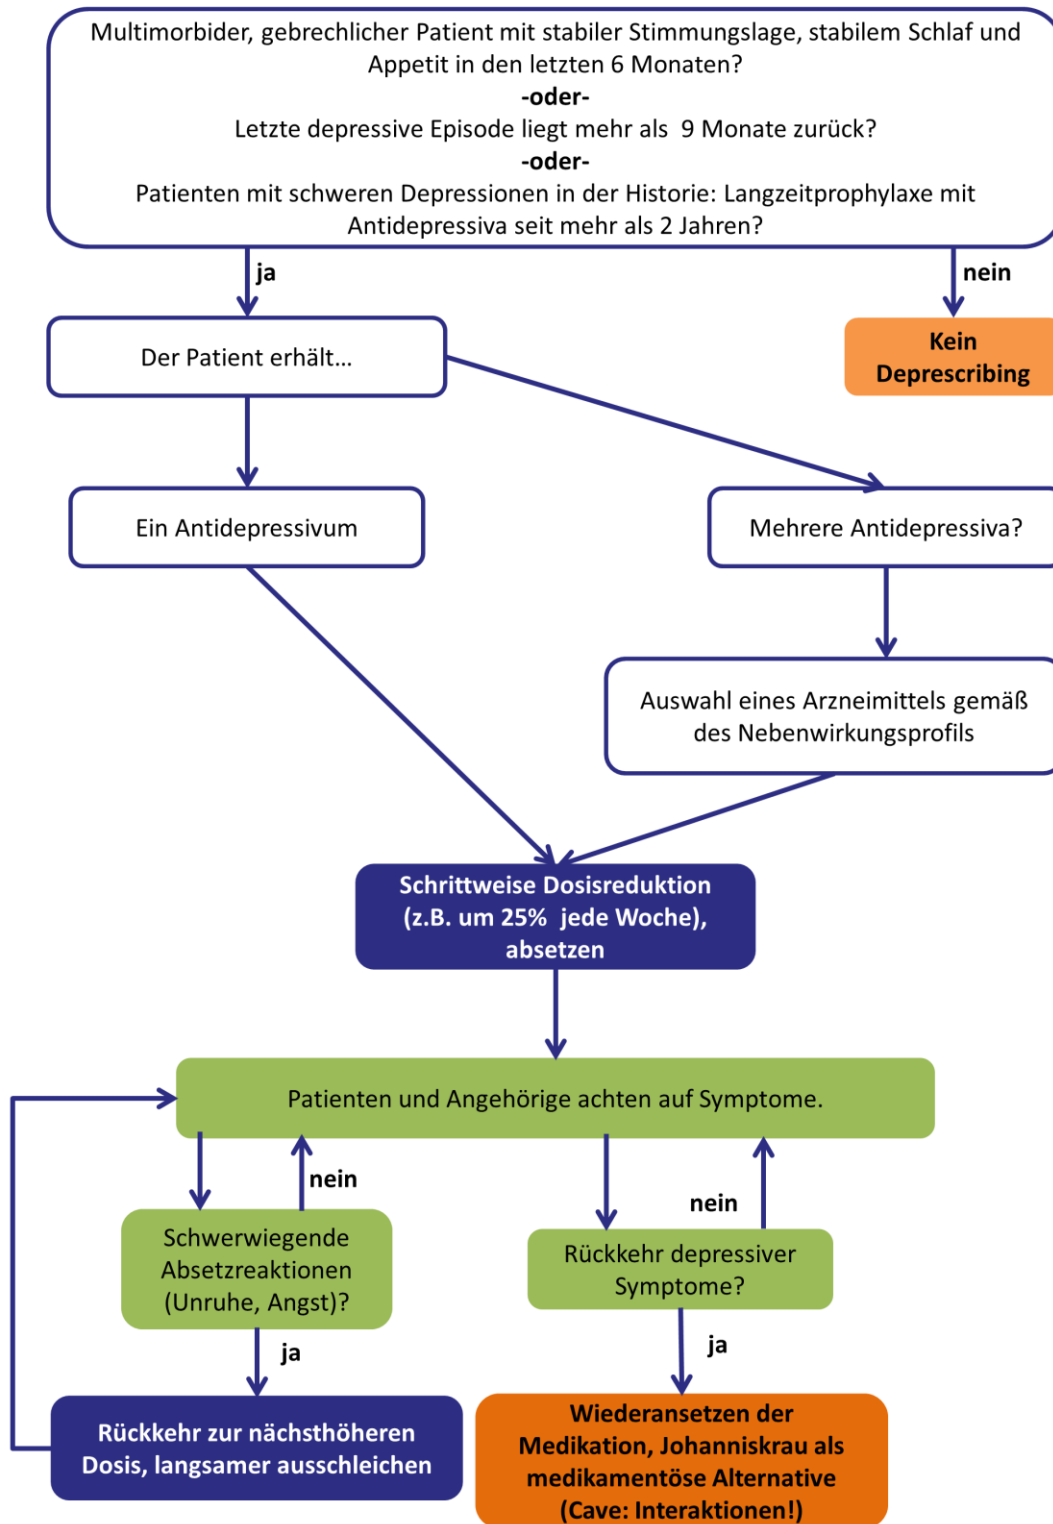 Multimorbider, gebrechlicher Patient mit stabiler Stimmungslage, stabilem Schlaf und
Appetit in den letzten 6 Monaten?
-oder-
Letzte depressive Episode liegt mehr als 9 Monate zurück?
-oder-
Patienten mit schweren Depressionen in der Historie: Langzeitprophylaxe mit
Antidepressiva seit mehr als 2 Jahren?
ja
nein
Der Patient erhält...
Kein
Deprescribing
Ein Antidepressivum
Mehrere Antidepressiva?
Auswahl eines Arzneimittels gemäß
des Nebenwirkungsprofils
Schrittweise Dosisreduktion
(z.B. um 25% jede Woche),
absetzen
Patienten und Angehörige achten auf Symptome.
nein
nein
Schwerwiegende
Absetzreaktionen
(Unruhe, Angst)?
Rückkehr depressiver
Symptome?
ja
ja
Rückkehr zur nächsthöheren
Dosis, langsamer ausschleichen
Wiederansetzen der
Medikation, Johanniskrau als
medikamentöse Alternative
(Cave: Interaktionen!)